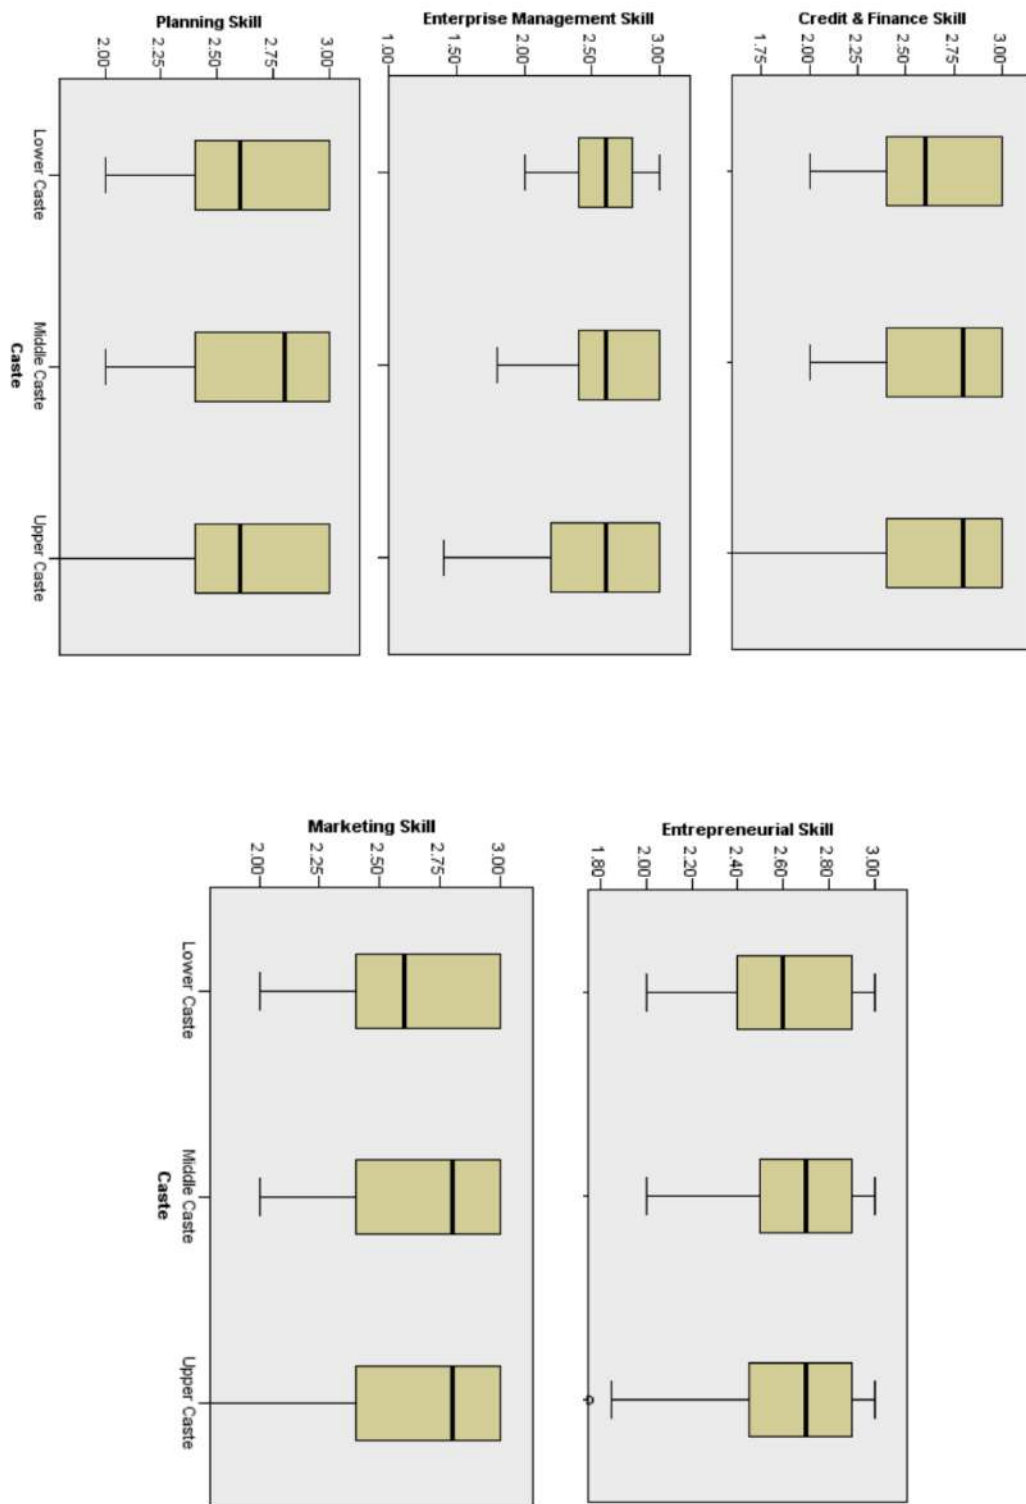 Credit & Finance Skill
3.00
2.75
2.50
2.25
2.00
1.75
Enterprise Management Skill
3.00
2.50
2.00
1.50
1.00
Planning Skill
3.00
2.75
2.50
2.25
2.00
Lower Caste
Middle Caste
Upper Caste
Caste
Entrepreneurial Skill
3.00
2.80
2.60
2.40
2.20
2.00
1.80
Marketing Skill
3.00
2.75
2.50
2.25
2.00
Lower Caste
Middle Caste
Upper Caste
Caste